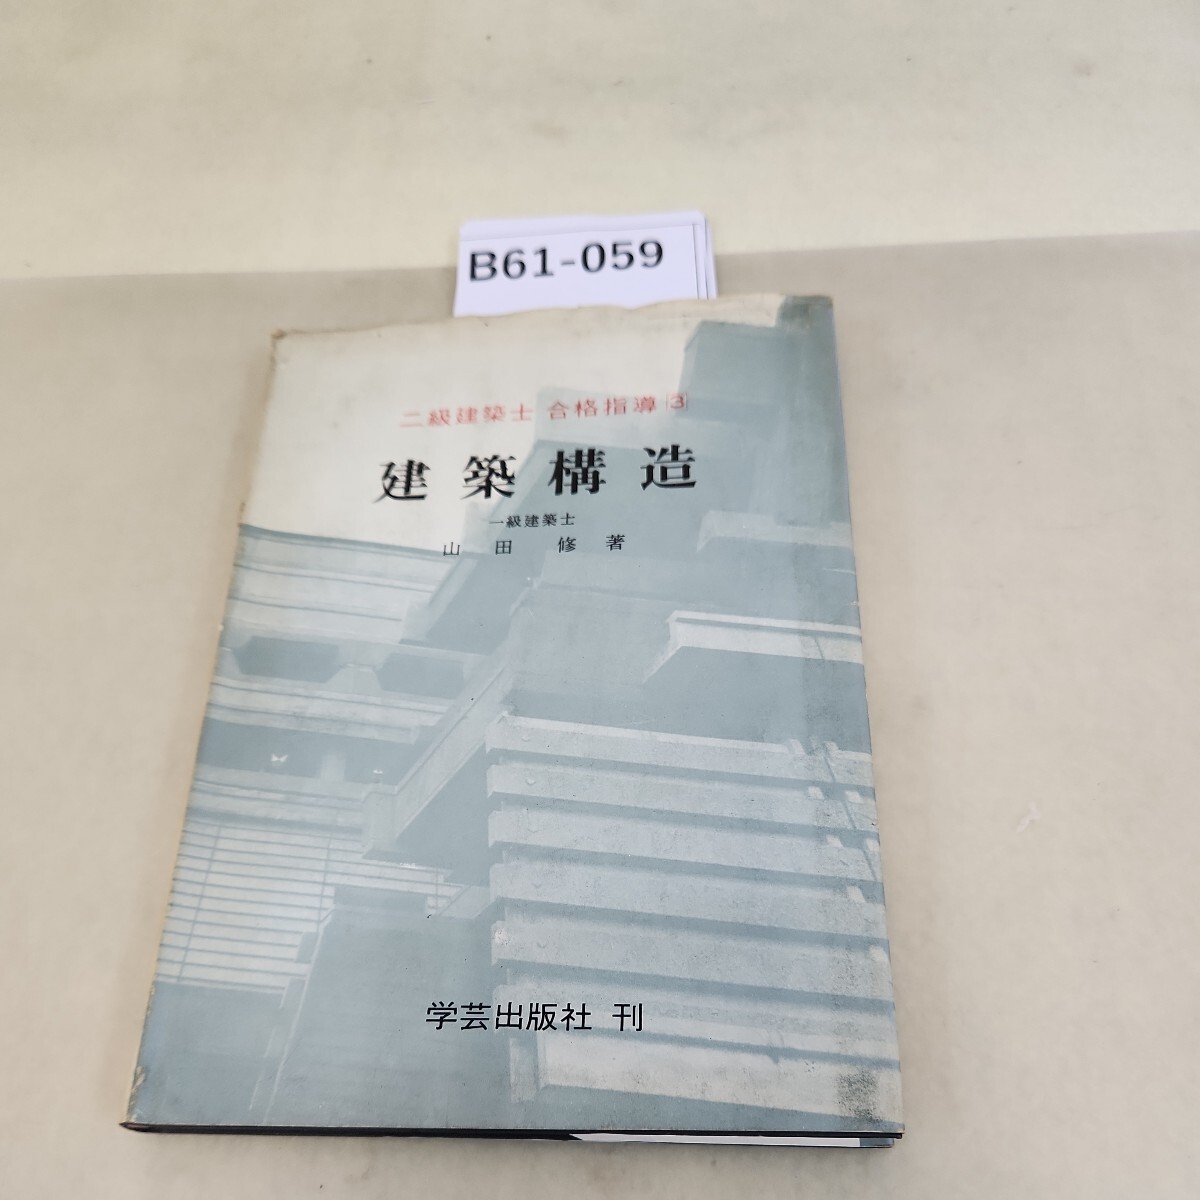 B61-059
二級建築士 合格指導 3
建築構造
一級建築士
山田 修 著
学芸出版社 刊